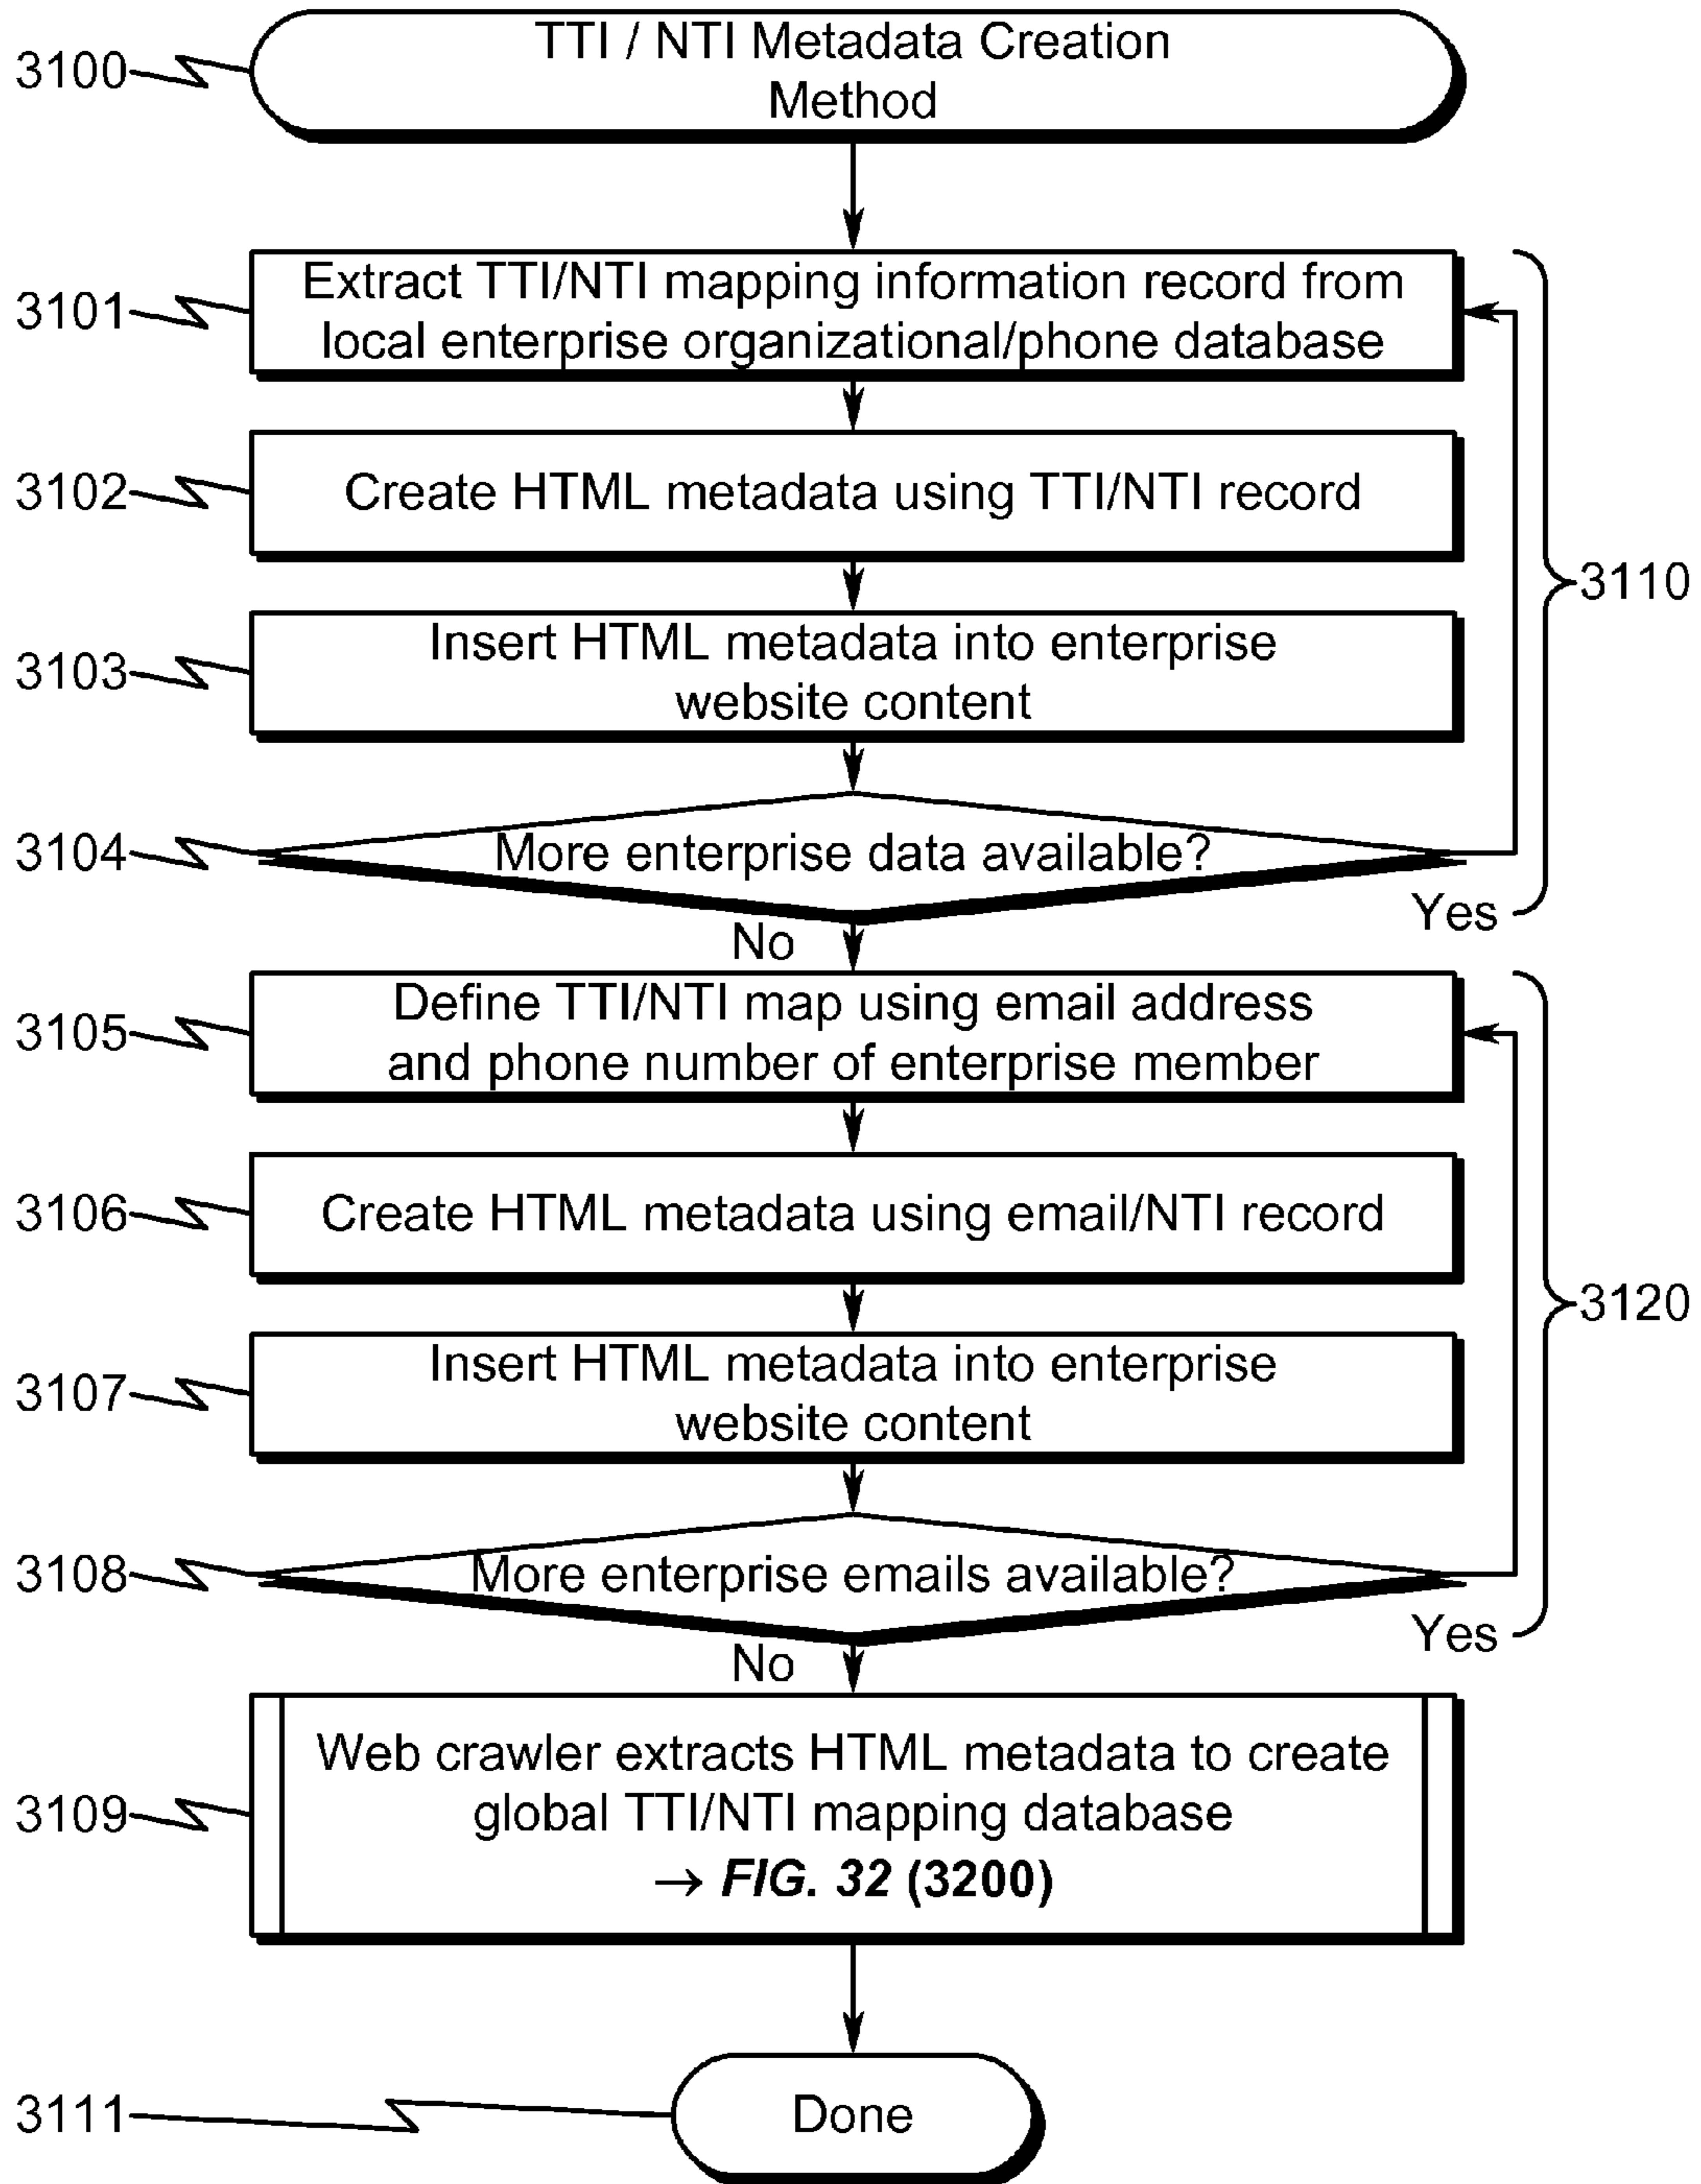 3100
TTI / NTI Metadata Creation
Method
3101
Extract TTI/NTI mapping information record from
local enterprise organizational/phone database
3102
Create HTML metadata using TTI/NTI record
3110
3103
Insert HTML metadata into enterprise
website content
3104
More enterprise data available?
Yes
No
3105
Define TTI/NTI map using email address
and phone number of enterprise member
3106
Create HTML metadata using email/NTI record
3120
3107
Insert HTML metadata into enterprise
website content
3108
More enterprise emails available?
Yes
No
3109
Web crawler extracts HTML metadata to create
global TTI/NTI mapping database
→ FIG. 32 (3200)
3111
Done